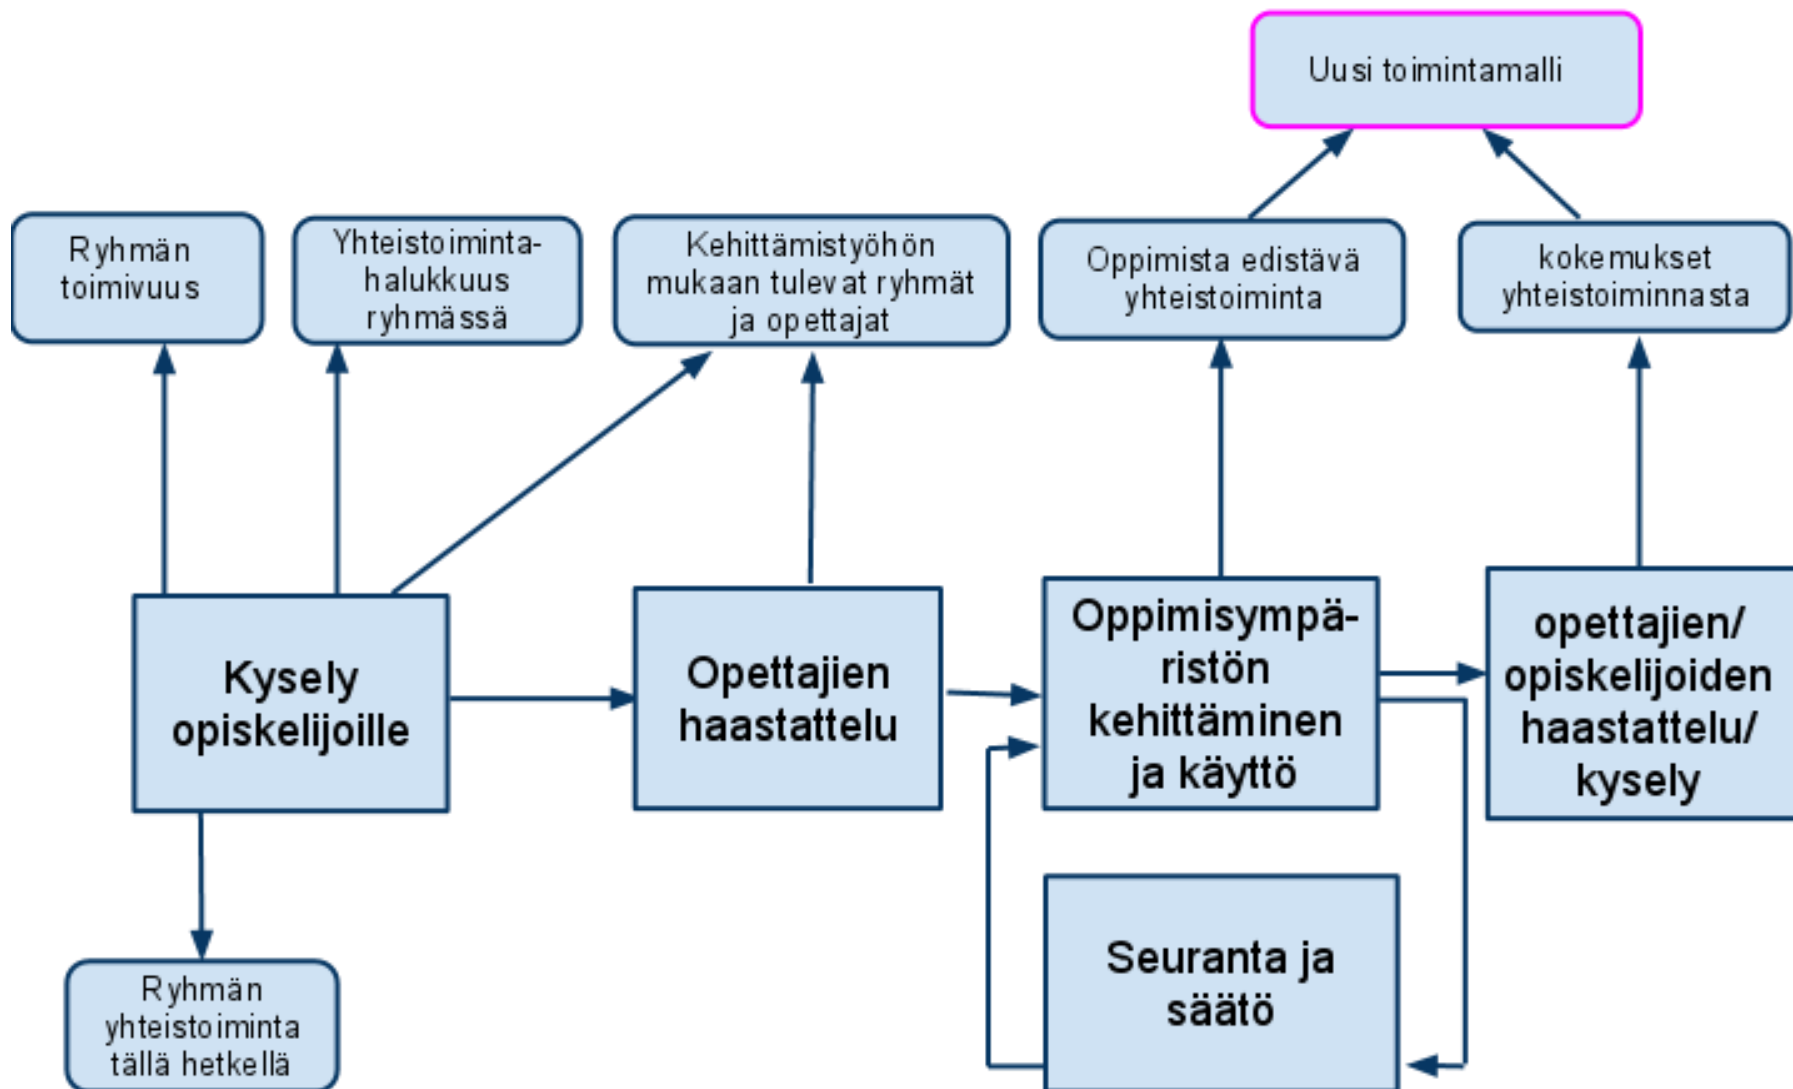 Uusi toimintamalli
Ryhmän
toimivuus
Yhteistoiminta-
halukkuus
ryhmässä
Kehittämistyöhön
mukaan tulevat ryhmät
ja opettajat
Oppimista edistävä
yhteistoiminta
kokemukset
yhteistoiminnasta
Kysely
opiskelijoille
Opettajien
haastattelu
Oppimisympä-
ristön
kehittäminen
ja käyttö
opettajien/
opiskelijoiden
haastattelu/
kysely
Ryhmän
yhteistoiminta
tällä hetkellä
Seuranta ja
säätö